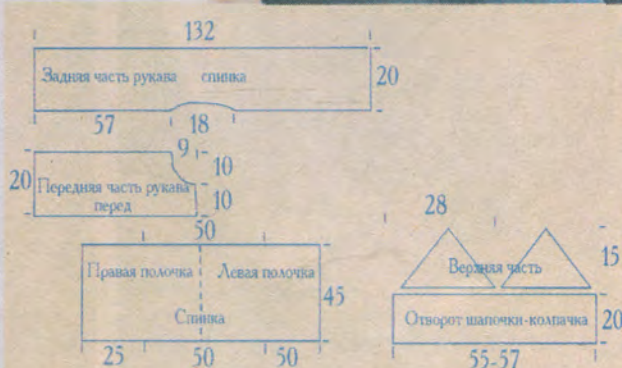 132
Задняя часть рукава спинка
20
57 18
9
10
20
Передняя часть рукава
перед
10
50
Правая полочка Левая полочка
45
Спинка
25 50 50
28
15
Верхняя часть
Отворот шапочки-колпачка
20
55-57